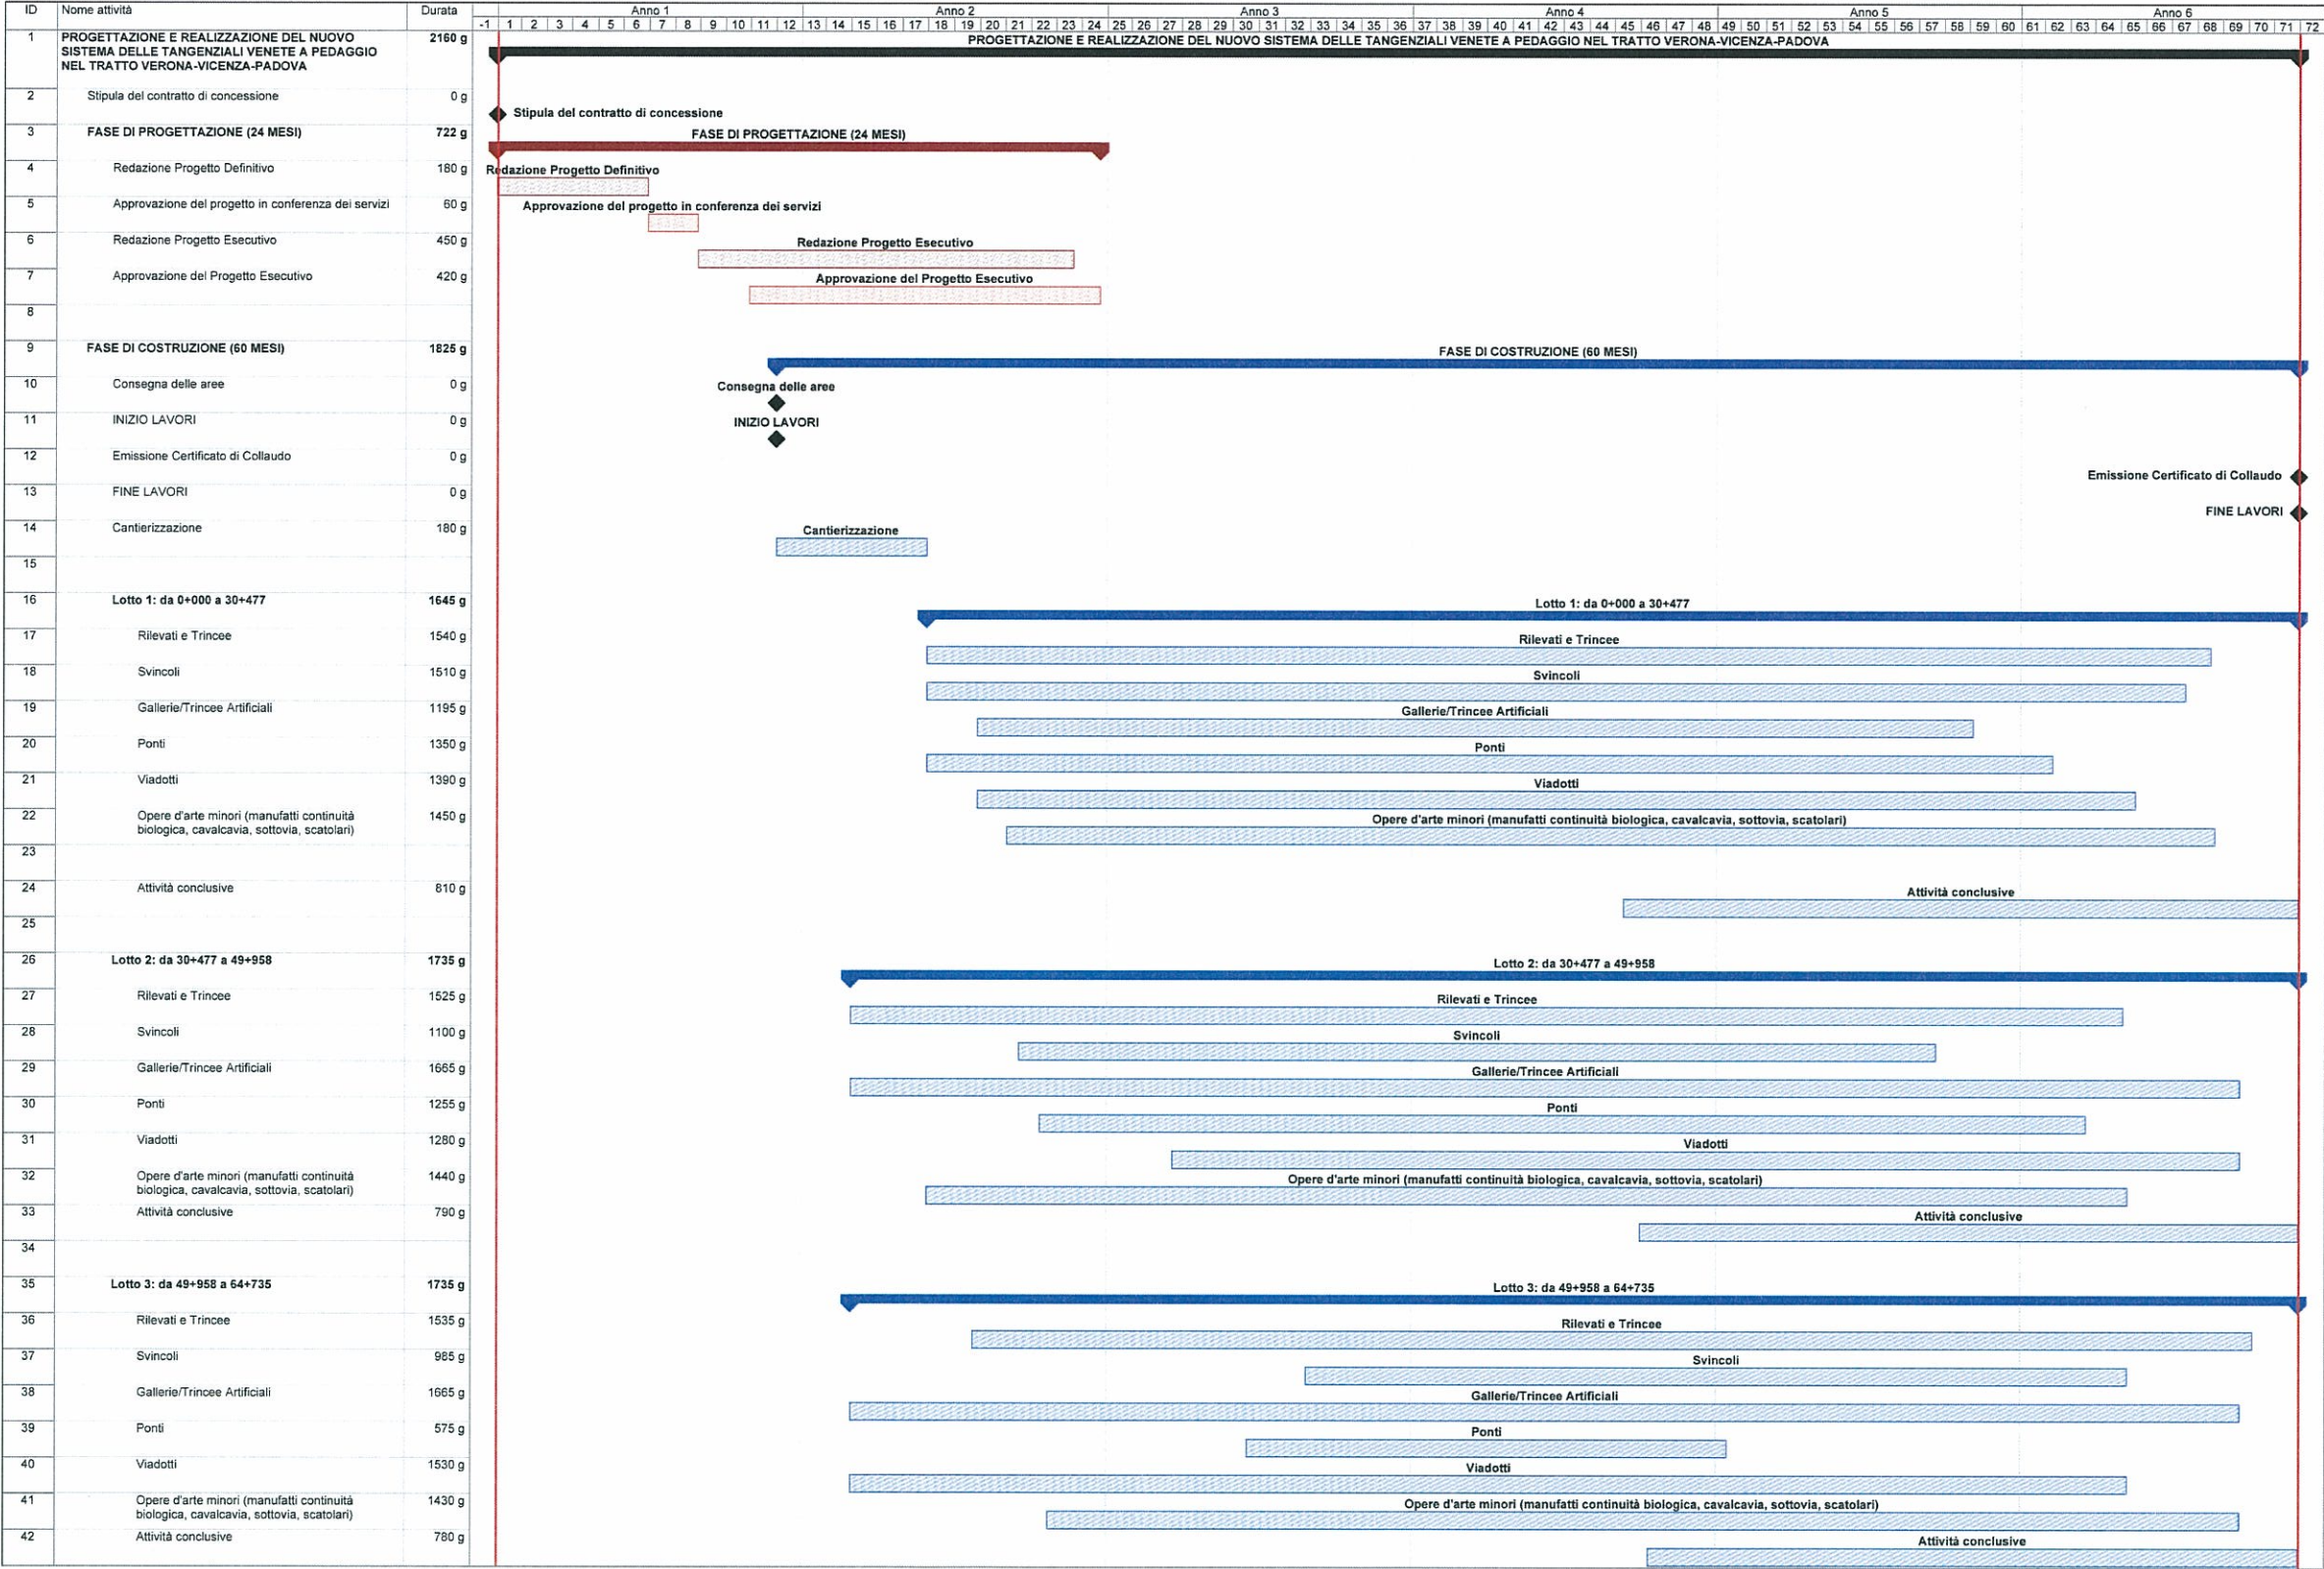 ID Nome attività Durata Anno 1 Anno 2 Anno 3 Anno 4 Anno 5 Anno 6
-1 1 2 3 4 5 6 7 8 9 10 11 12 13 14 15 16 17 18 19 20 21 22 23 24 25 26 27 28 29 30 31 32 33 34 35 36 37 38 39 40 41 42 43 44 45 46 47 48 49 50 51 52 53 54 55 56 57 58 59 60 61 62 63 64 65 66 67 68 69 70 71 72
1 PROGETTAZIONE E REALIZZAZIONE DEL NUOVO 2160 g PROGETTAZIONE E REALIZZAZIONE DEL NUOVO SISTEMA DELLE TANGENZIALI VENETE A PEDAGGIO NEL TRATTO VERONA-VICENZA-PADOVA
SISTEMA DELLE TANGENZIALI VENETE A PEDAGGIO
NEL TRATTO VERONA-VICENZA-PADOVA
2 Stipula del contratto di concessione 0 g
Stipula del contratto di concessione
3 FASE DI PROGETTAZIONE (24 MESI) 722 g FASE DI PROGETTAZIONE (24 MESI)
4 Redazione Progetto Definitivo 180 g Redazione Progetto Definitivo
5 Approvazione del progetto in conferenza dei servizi 60 g Approvazione del progetto in conferenza dei servizi
6 Redazione Progetto Esecutivo 450 g Redazione Progetto Esecutivo
7 Approvazione del Progetto Esecutivo 420 g Approvazione del Progetto Esecutivo
8
9 FASE DI COSTRUZIONE (60 MESI) 1825 g FASE DI COSTRUZIONE (60 MESI)
10 Consegna delle aree 0 g Consegna delle aree
11 INIZIO LAVORI 0 g INIZIO LAVORI
12 Emissione Certificato di Collaudo 0 g
Emissione Certificato di Collaudo
13 FINE LAVORI 0 g
FINE LAVORI
14 Cantierizzazione 180 g Cantierizzazione
15
16 Lotto 1: da 0+000 a 30+477 1645 g Lotto 1: da 0+000 a 30+477
17 Rilevati e Trincee 1540 g Rilevati e Trincee
18 Svincoli 1510 g Svincoli
19 Gallerie/Trincee Artificiali 1195 g Gallerie/Trincee Artificiali
20 Ponti 1350 g Ponti
21 Viadotti 1390 g Viadotti
22 Opere d'arte minori (manufatti continuità 1450 g Opere d'arte minori (manufatti continuità biologica, cavalcavia, sottovia, scatolari)
biologica, cavalcavia, sottovia, scatolari)
23
24 Attività conclusive 810 g Attività conclusive
25
26 Lotto 2: da 30+477 a 49+958 1735 g Lotto 2: da 30+477 a 49+958
27 Rilevati e Trincee 1525 g Rilevati e Trincee
28 Svincoli 1100 g Svincoli
29 Gallerie/Trincee Artificiali 1665 g Gallerie/Trincee Artificiali
30 Ponti 1255 g Ponti
31 Viadotti 1280 g Viadotti
32 Opere d'arte minori (manufatti continuità 1440 g Opere d'arte minori (manufatti continuità biologica, cavalcavia, sottovia, scatolari)
biologica, cavalcavia, sottovia, scatolari)
33 Attività conclusive 790 g Attività conclusive
34
35 Lotto 3: da 49+958 a 64+735 1735 g Lotto 3: da 49+958 a 64+735
36 Rilevati e Trincee 1535 g Rilevati e Trincee
37 Svincoli 985 g Svincoli
38 Gallerie/Trincee Artificiali 1665 g Gallerie/Trincee Artificiali
39 Ponti 575 g Ponti
40 Viadotti 1530 g Viadotti
41 Opere d'arte minori (manufatti continuità 1430 g Opere d'arte minori (manufatti continuità biologica, cavalcavia, sottovia, scatolari)
biologica, cavalcavia, sottovia, scatolari)
42 Attività conclusive 780 g Attività conclusive